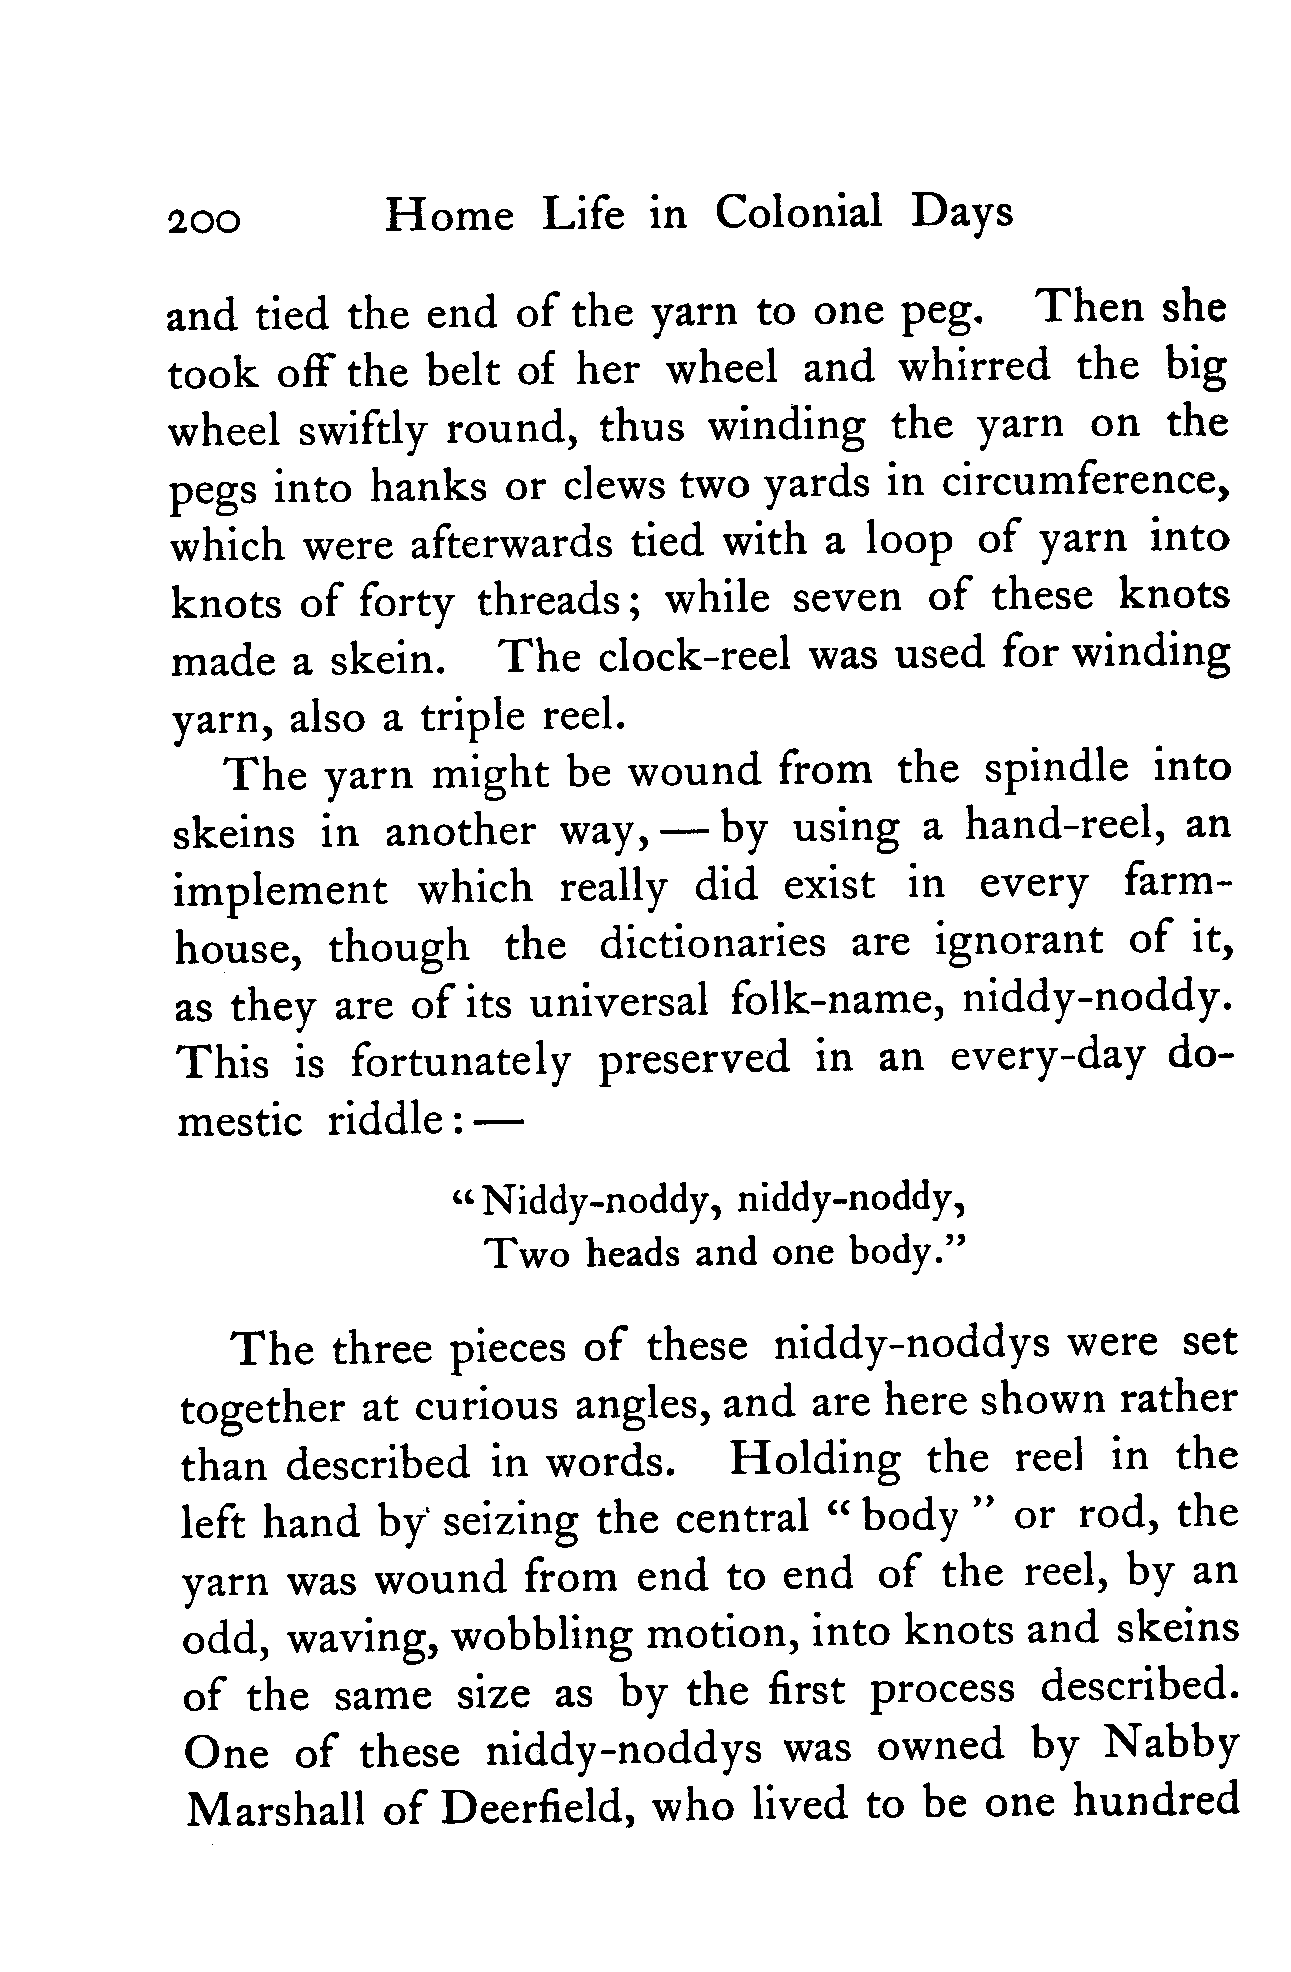 200 Home Life in Colonial Days
and tied the end of the yarn to one peg. Then she
took off the belt of her wheel and whirred the big
wheel swiftly round, thus winding the yarn on the
pegs into hanks or clews two yards in circumference,
which were afterwards tied with a loop of yarn into
knots of forty threads; while seven of these knots
made a skein. The clock-reel was used for winding
yarn, also a triple reel.
The yarn might be wound from the spindle into
skeins in another way, — by using a hand-reel, an
implement which really did exist in every farm-
house, though the dictionaries are ignorant of it,
as they are of its universal folk-name, niddy-noddy.
This is fortunately preserved in an every-day do-
mestic riddle: —
“Niddy-noddy, niddy-noddy,
Two heads and one body.”
The three pieces of these niddy-noddys were set
together at curious angles, and are here shown rather
than described in words. Holding the reel in the
left hand by seizing the central “body” or rod, the
yarn was wound from end to end of the reel, by an
odd, waving, wobbling motion, into knots and skeins
of the same size as by the first process described.
One of these niddy-noddys was owned by Nabby
Marshall of Deerfield, who lived to be one hundred